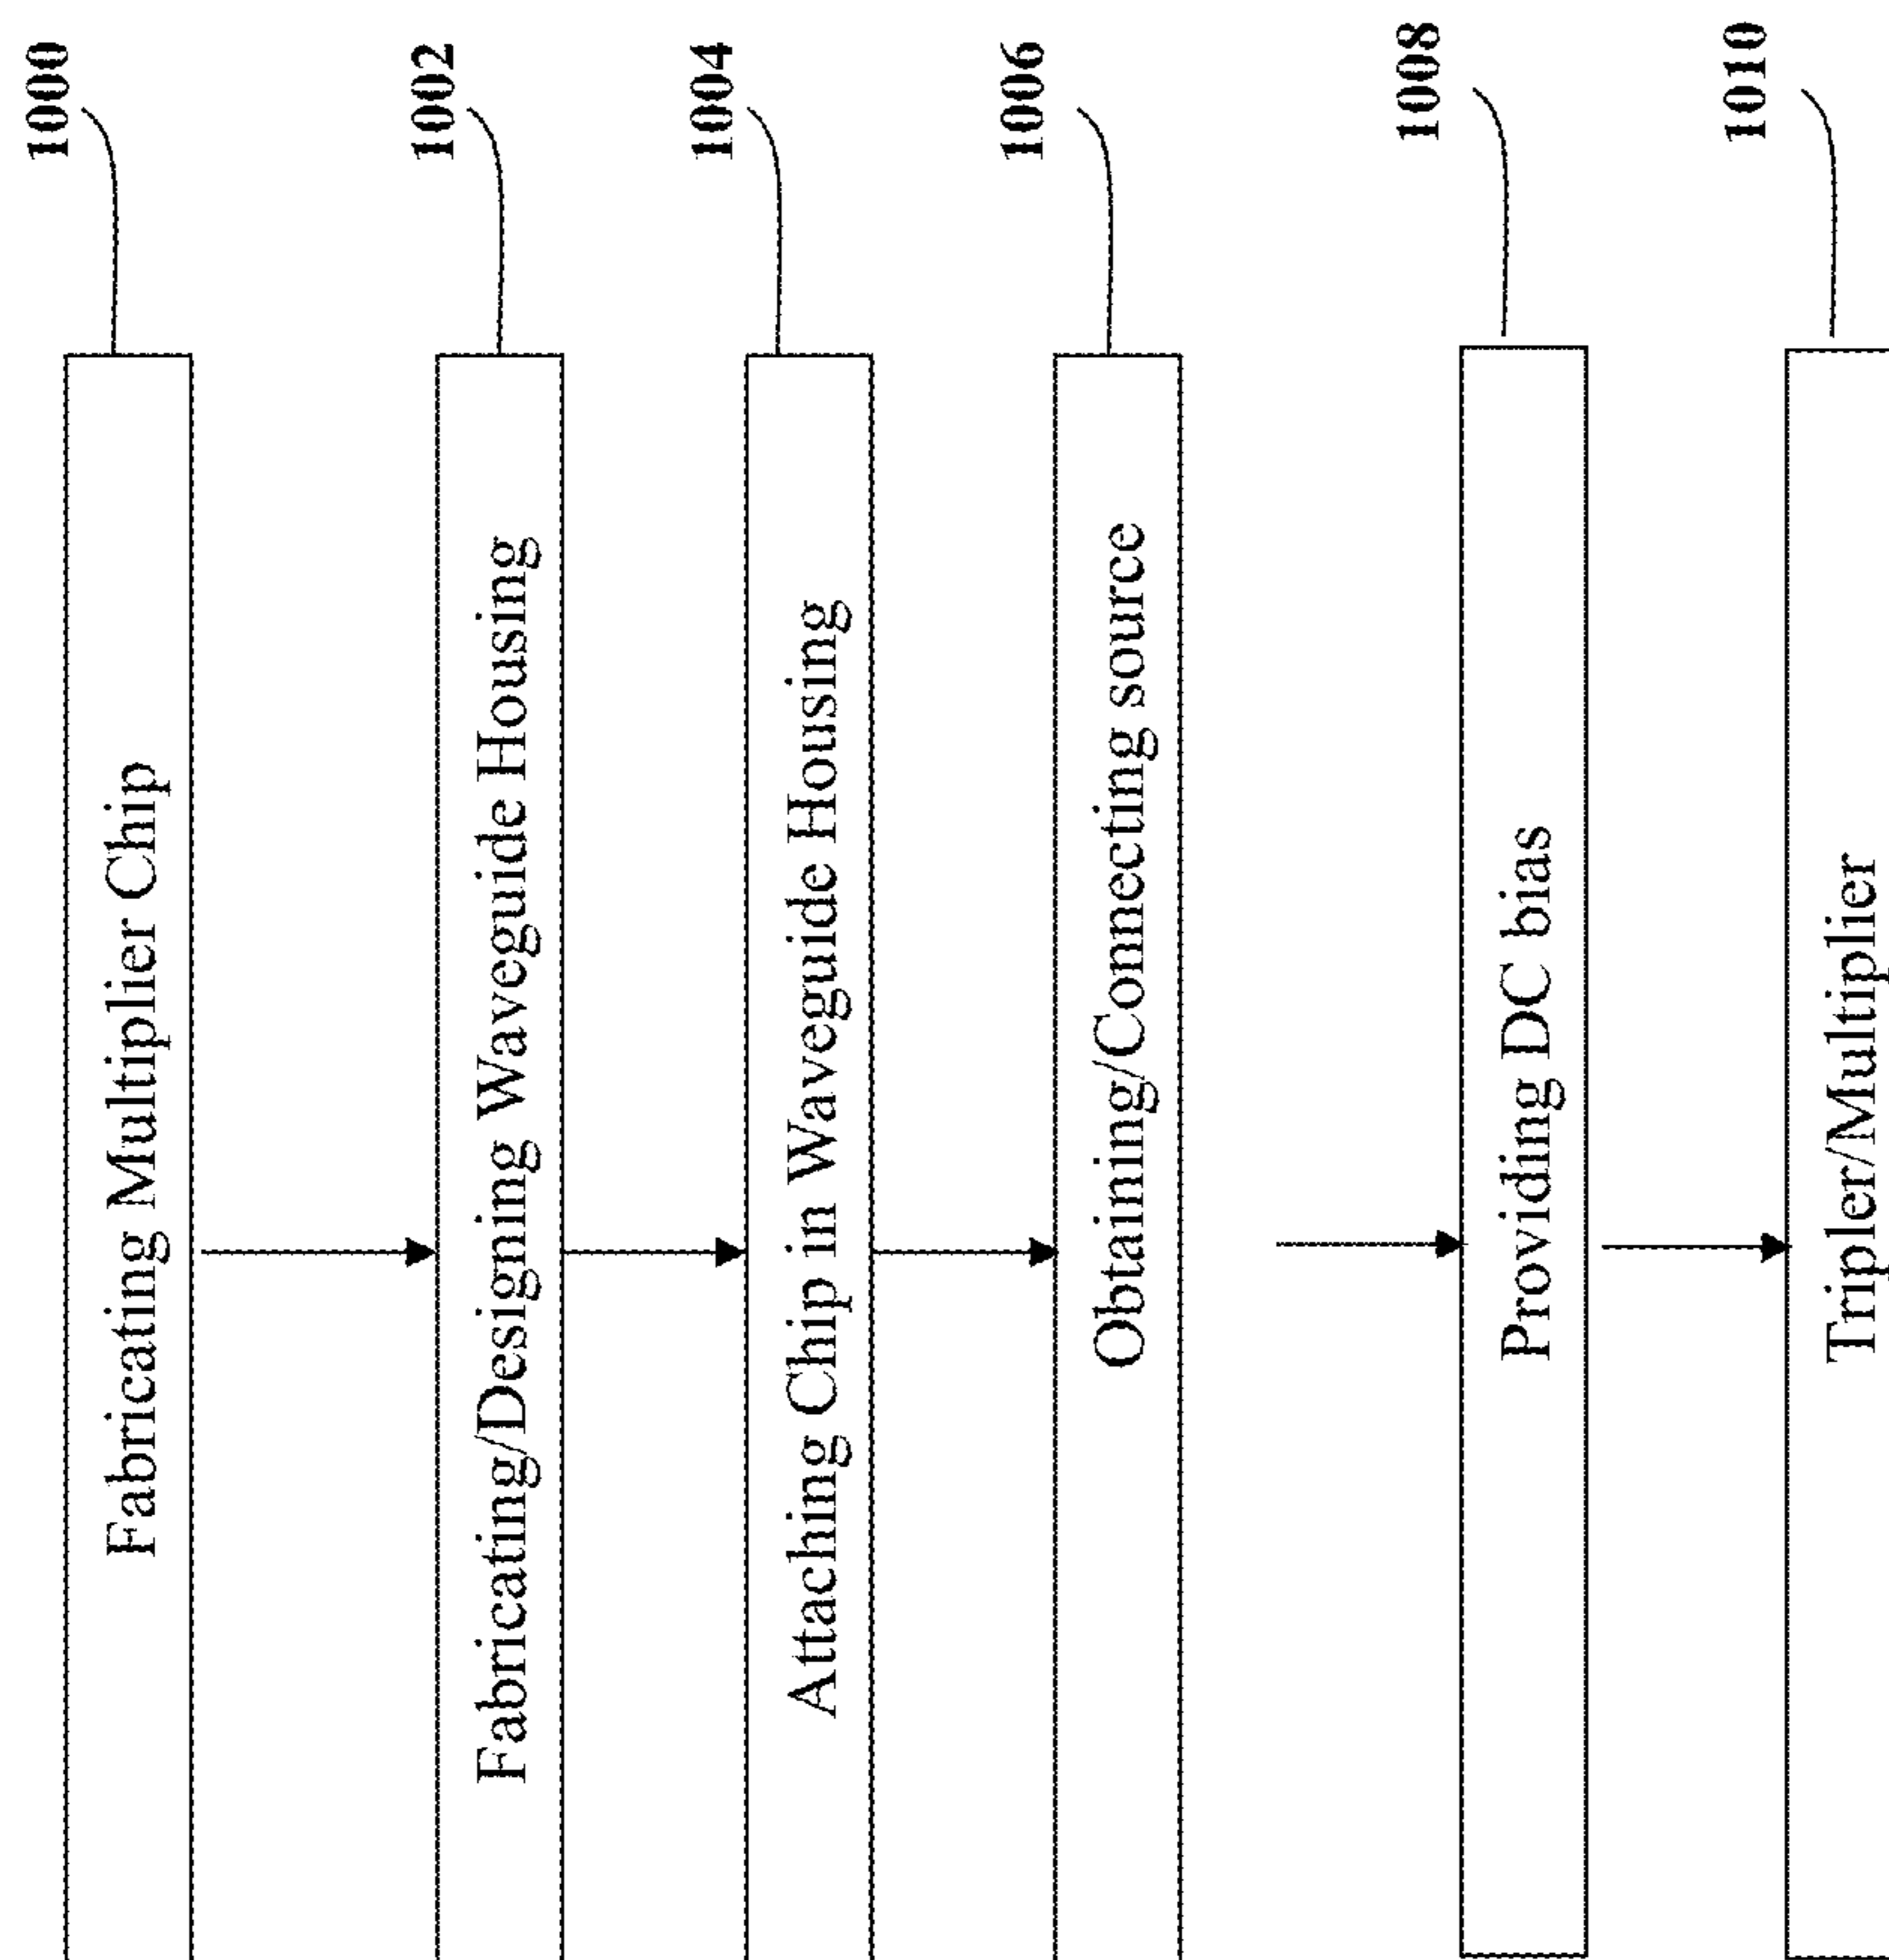 1000
Fabricating Multiplier Chip
1002
Fabricating/Designing Waveguide Housing
1004
Attaching Chip in Waveguide Housing
1006
Obtaining/Connecting source
1008
Providing DC bias
1010
Tripler/Multiplier